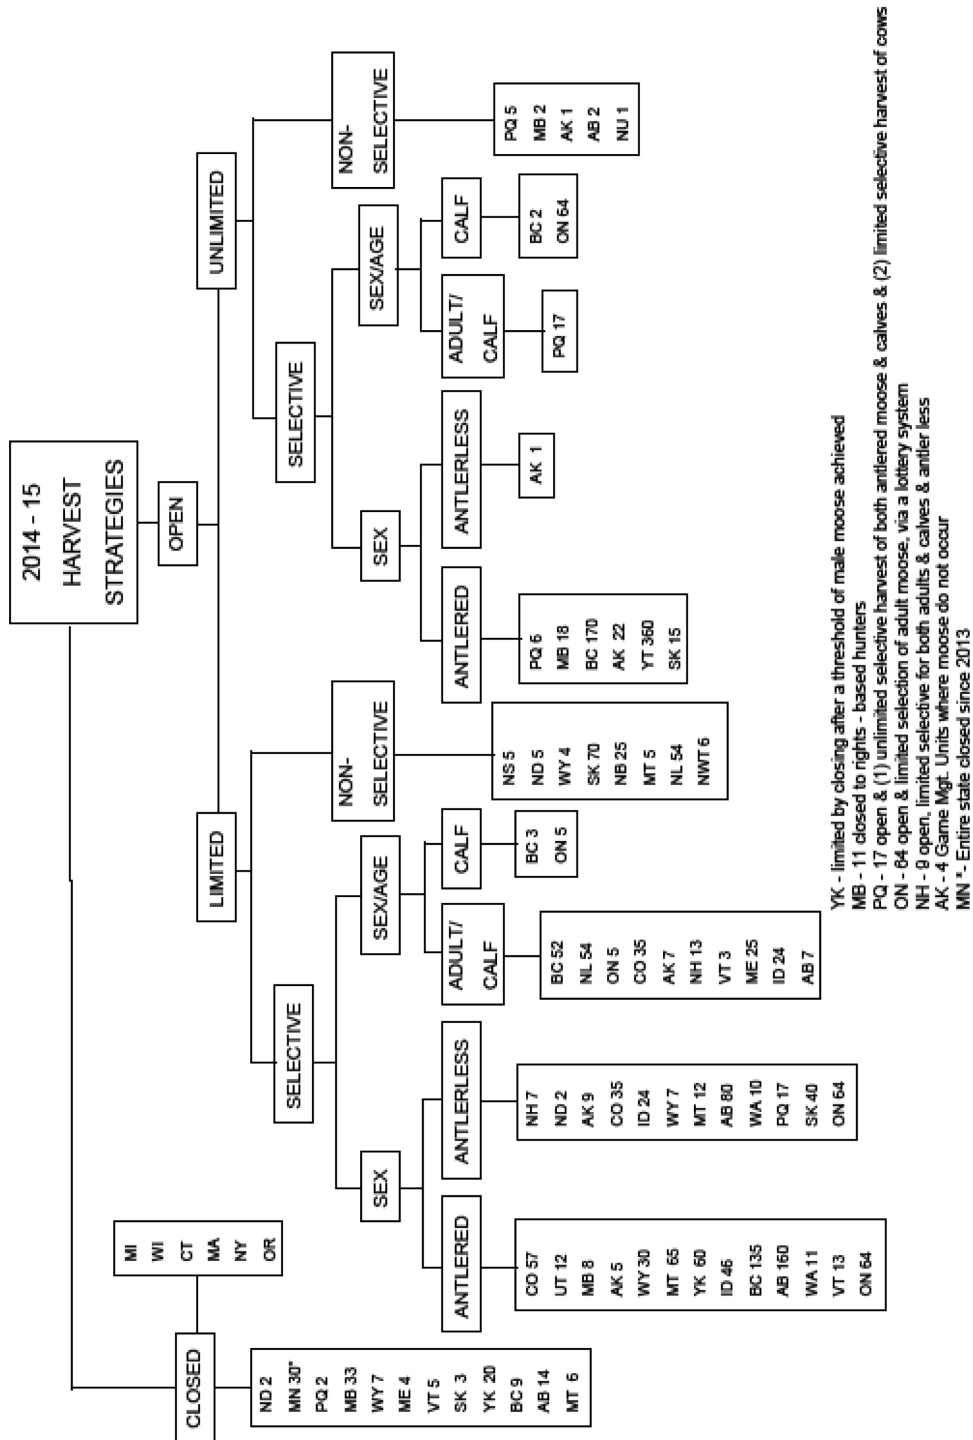 2014 - 15
HARVEST
STRATEGIES
CLOSED
MI
WI
CT
MA
NY
OR
ND 2
MN 30*
PQ 2
MB 33
WY 7
ME 4
VT 5
SK 3
YK 20
BC 9
AB 14
MT 6
OPEN
LIMITED
SELECTIVE
SEX
ANTLERED
CO 57
UT 12
MB 8
AK 5
WY 30
MT 65
YK 60
ID 46
BC 135
AB 160
WA 11
VT 13
ON 64
ANTLERLESS
NH 7
ND 2
AK 9
CO 35
ID 24
WY 7
MT 12
AB 80
WA 10
PQ 17
SK 40
ON 64
SEX/AGE
ADULT/
CALF
BC 52
NL 54
ON 5
CO 35
AK 7
NH 13
VT 3
ME 25
ID 24
AB 7
CALF
BC 3
ON 5
NON-
SELECTIVE
NS 5
ND 5
WY 4
SK 70
NB 25
MT 5
NL 54
NWT 6
UNLIMITED
SELECTIVE
SEX
ANTLERED
PQ 6
MB 18
BC 170
AK 22
YT 360
SK 15
ANTLERLESS
AK 1
SEX/AGE
ADULT/
CALF
PQ 17
CALF
BC 2
ON 64
NON-
SELECTIVE
PQ 5
MB 2
AK 1
AB 2
NU 1
YK - limited by closing after a threshold of male moose achieved
MB - 11 closed to rights - based hunters
PQ - 17 open & (1) unlimited selective harvest of both antlered moose & calves & (2) limited selective harvest of cows
ON - 64 open & limited selection of adult moose, via a lottery system
NH - 9 open, limited selective for both adults & calves & antler less
AK - 4 Game Mgt. Units where moose do not occur
MN *- Entire state closed since 2013